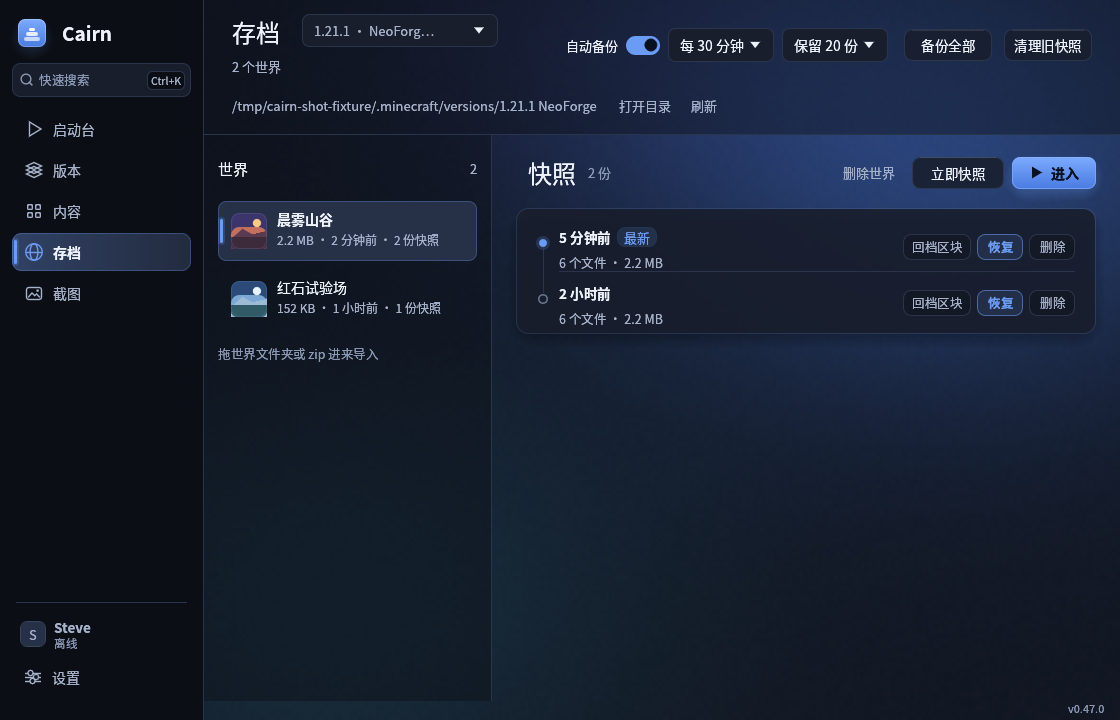 Cairn
快速搜索 Ctrl+K
启动台
版本
内容
存档
截图
S
Steve
离线
设置
存档
1.21.1 • NeoForg…
2 个世界
自动备份
每 30 分钟
保留 20 份
备份全部
清理旧快照
/tmp/cairn-shot-fixture/.minecraft/versions/1.21.1 NeoForge
打开目录
刷新
世界 2
晨雾山谷
2.2 MB • 2 分钟前 • 2 份快照
红石试验场
152 KB • 1 小时前 • 1 份快照
拖世界文件夹或 zip 进来导入
快照 2 份
删除世界
立即快照
进入
5 分钟前 最新
6 个文件 • 2.2 MB
回档区块 恢复 删除
2 小时前
6 个文件 • 2.2 MB
回档区块 恢复 删除
v0.47.0